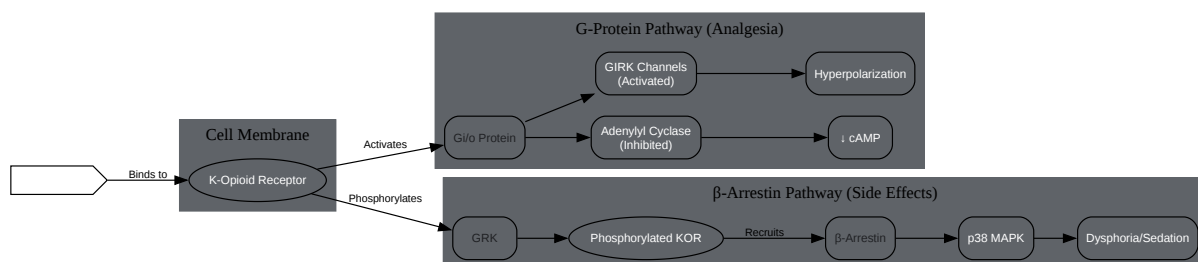 G-Protein Pathway (Analgesia)
GIRK Channels
(Activated)
Hyperpolarization
Cell Membrane
Activates
Gi/o Protein
Adenylyl Cyclase
(Inhibited)
↓ cAMP
Binds to
K-Opioid Receptor
Phosphorylates
β-Arrestin Pathway (Side Effects)
GRK
Phosphorylated KOR
Recruits
β-Arrestin
p38 MAPK
Dysphoria/Sedation